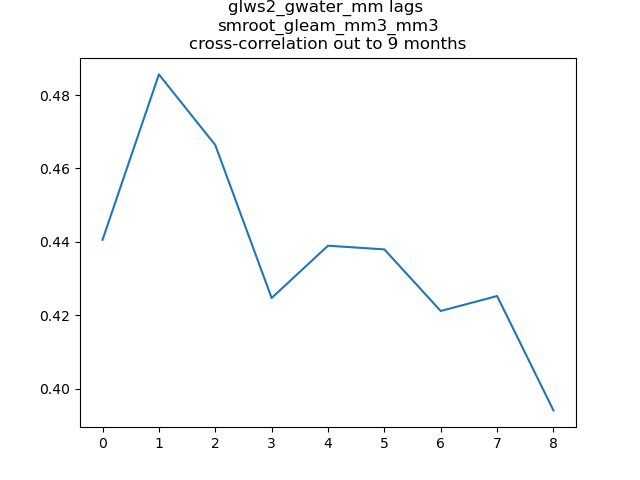 glws2_gwater_mm lags
smroot_gleam_mm3_mm3
cross-correlation out to 9 months
0.48
0.46
0.44
0.42
0.40
0 1 2 3 4 5 6 7 8